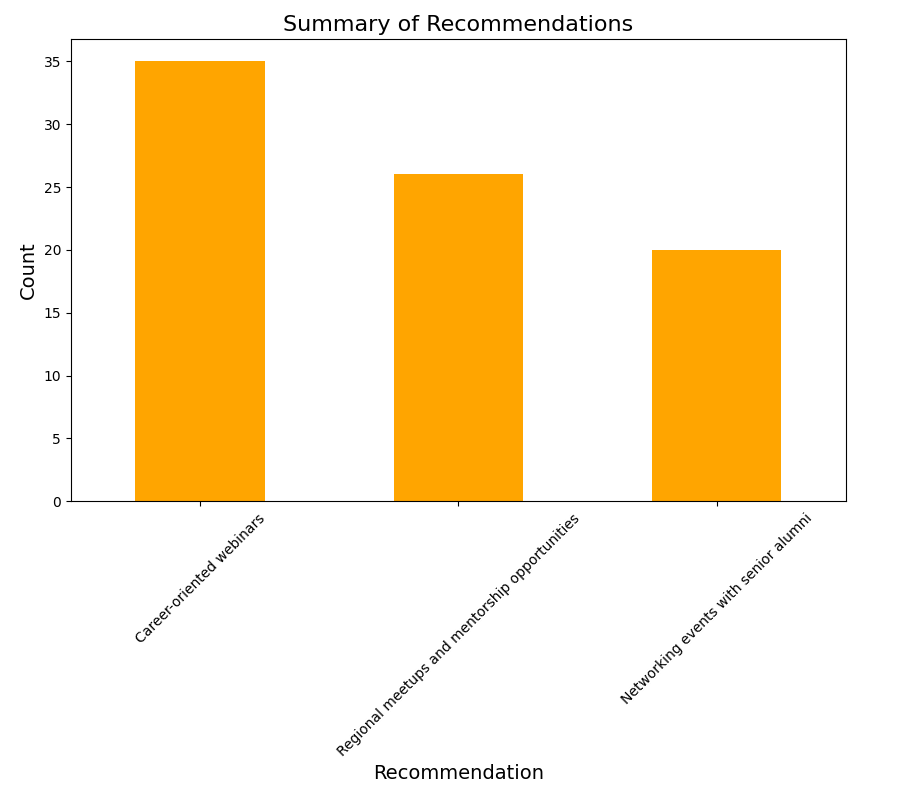 Summary of Recommendations
35
30
25
20
15
10
5
0
Count
Career-oriented webinars
Regional meetups and mentorship opportunities
Networking events with senior alumni
Recommendation